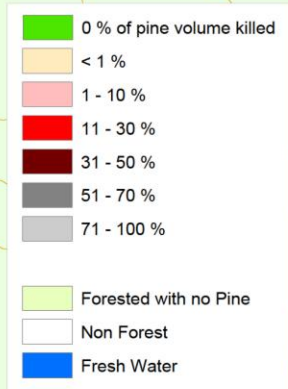 0 % of pine volume killed
< 1 %
1 - 10 %
11 - 30 %
31 - 50 %
51 - 70 %
71 - 100 %
Forested with no Pine
Non Forest
Fresh Water